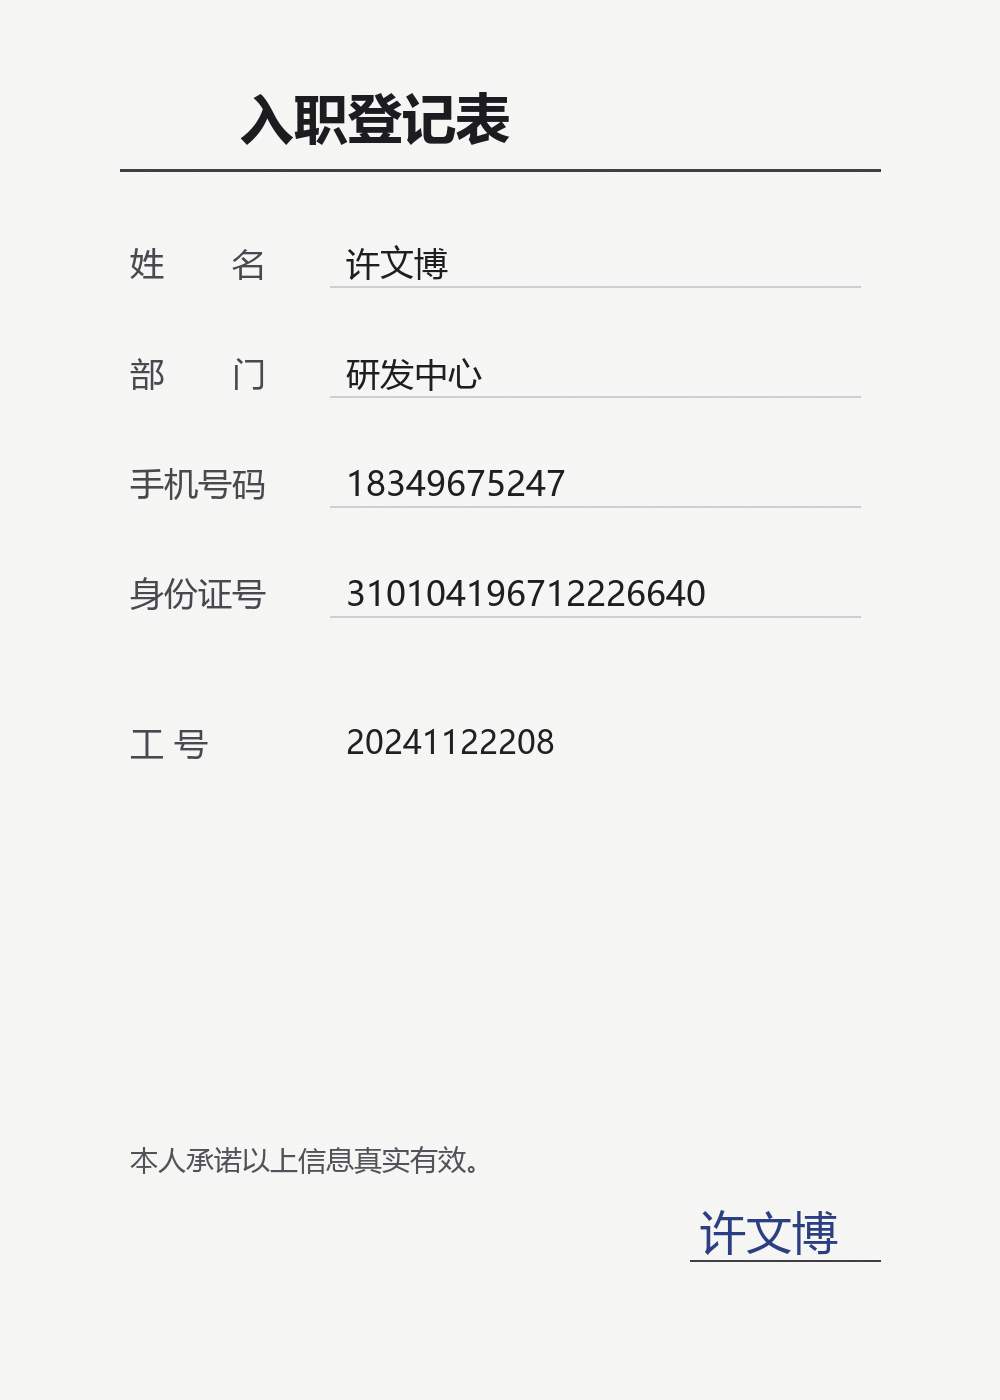 入职登记表
姓 名 许文博
部 门 研发中心
手机号码 18349675247
身份证号 310104196712226640
工 号 20241122208
本人承诺以上信息真实有效。
许文博